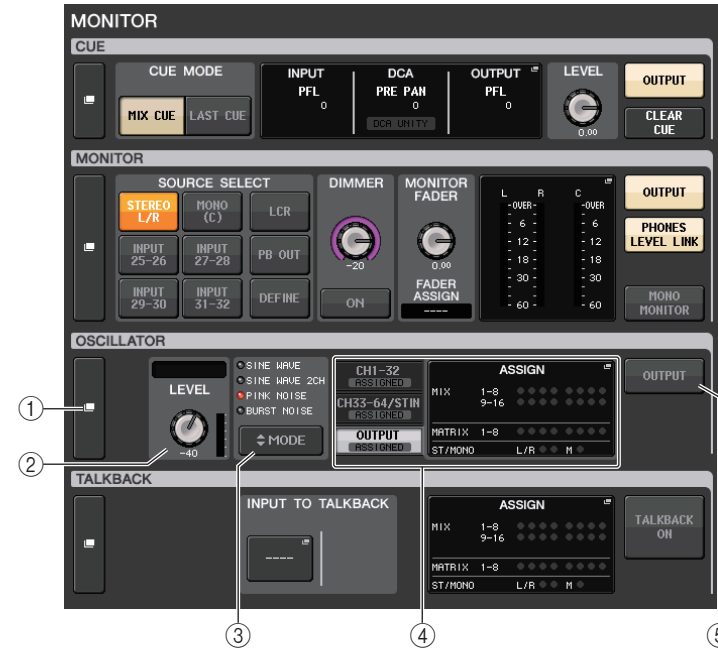 MONITOR
CUE
CUE MODE
MIX CUE
LAST CUE
INPUT
PFL
0
DCA
PRE PAN
0
DCA UNITY
OUTPUT
PFL
0
LEVEL
0.00
OUTPUT
CLEAR
CUE
MONITOR
SOURCE SELECT
STEREO
L/R
MONO
(C)
LCR
INPUT
25-26
INPUT
27-28
PB OUT
INPUT
29-30
INPUT
31-32
DEFINE
DIMMER
-20
ON
MONITOR
FADER
0.00
FADER
ASSIGN
----
L R C
-OVER- -OVER
- 6 - - 6
- 12 - - 12
- 18 - - 18
- 30 - - 30
- 60 - - 60
OUTPUT
PHONES
LEVEL LINK
MONO
MONITOR
OSCILLATOR
LEVEL
-40
SINE WAVE
SINE WAVE 2CH
PINK NOISE
BURST NOISE
MODE
CH1-32
ASSIGNED
CH33-64/STIN
ASSIGNED
OUTPUT
ASSIGNED
ASSIGN
MIX 1-8
9-16
MATRIX 1-8
ST/MONO L/R M
OUTPUT
①
②
TALKBACK
INPUT TO TALKBACK
----
ASSIGN
MIX 1-8
9-16
MATRIX 1-8
ST/MONO L/R M
TALKBACK
ON
③ ④ ⑤